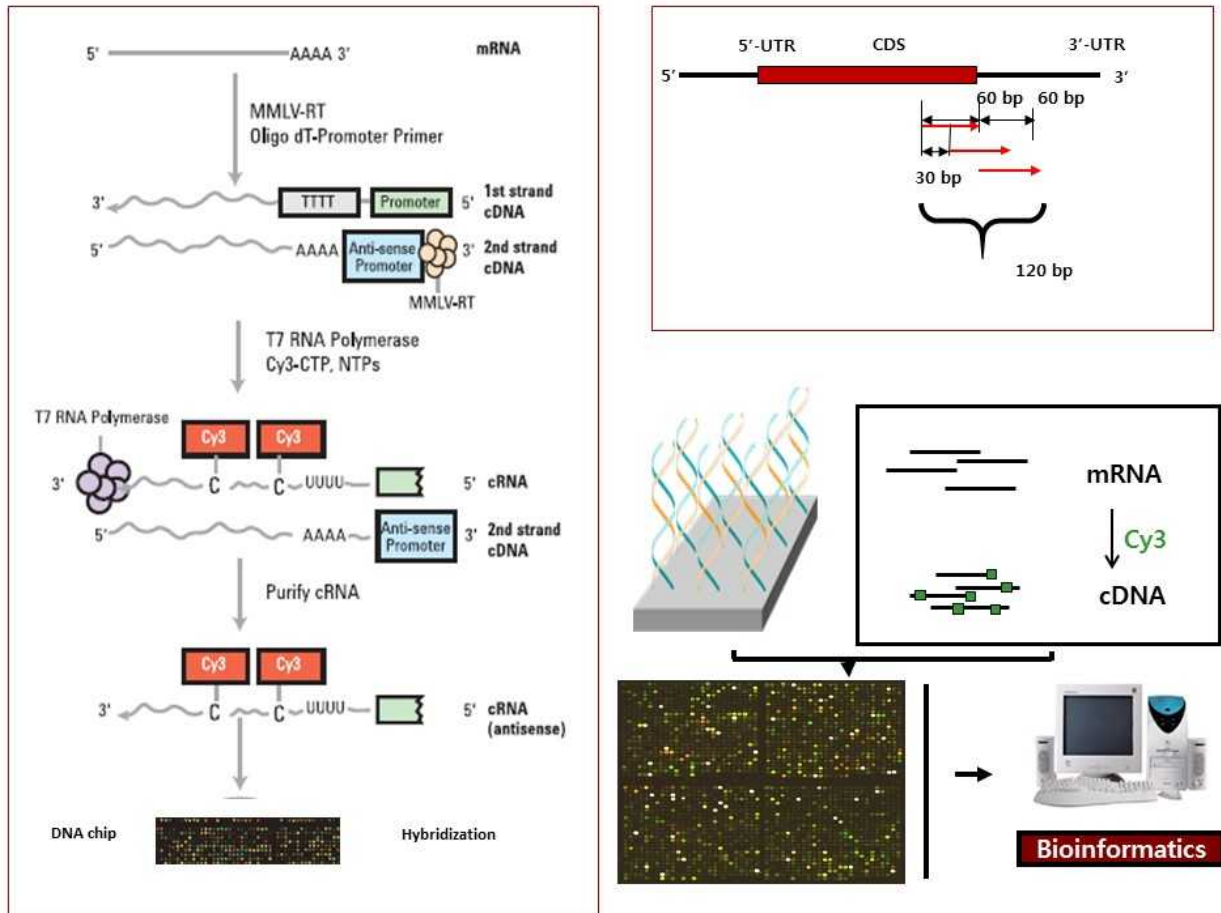 5' AAAA 3' mRNA
MMLV-RT
Oligo dT-Promoter Primer
3' TTTT Promoter 5' 1st strand
cDNA
5' AAAA Anti-sense
Promoter 3' 2nd strand
cDNA
MMLV-RT
T7 RNA Polymerase
Cy3-CTP, NTPs
T7 RNA Polymerase
Cy3 Cy3
3' C C UUUU 5' cRNA
5' AAAA Anti-sense
Promoter 3' 2nd strand
cDNA
Purify cRNA
Cy3 Cy3
3' C C UUUU 5' cRNA
(antisense)
DNA chip Hybridization
5'-UTR CDS 3'-UTR
5' 3'
60 bp 60 bp
30 bp
120 bp
mRNA
Cy3
cDNA
Bioinformatics